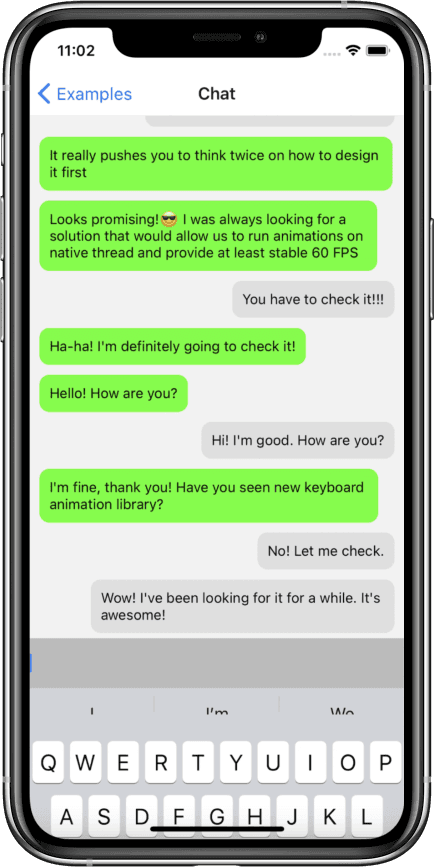 11:02
Examples
Chat
It really pushes you to think twice on how to design
it first
Looks promising!😎 I was always looking for a
solution that would allow us to run animations on
native thread and provide at least stable 60 FPS
You have to check it!!!
Ha-ha! I'm definitely going to check it!
Hello! How are you?
Hi! I'm good. How are you?
I'm fine, thank you! Have you seen new keyboard
animation library?
No! Let me check.
Wow! I've been looking for it for a while. It's
awesome!
I I'm We
Q W E R T Y U I O P
A S D F G H J K L